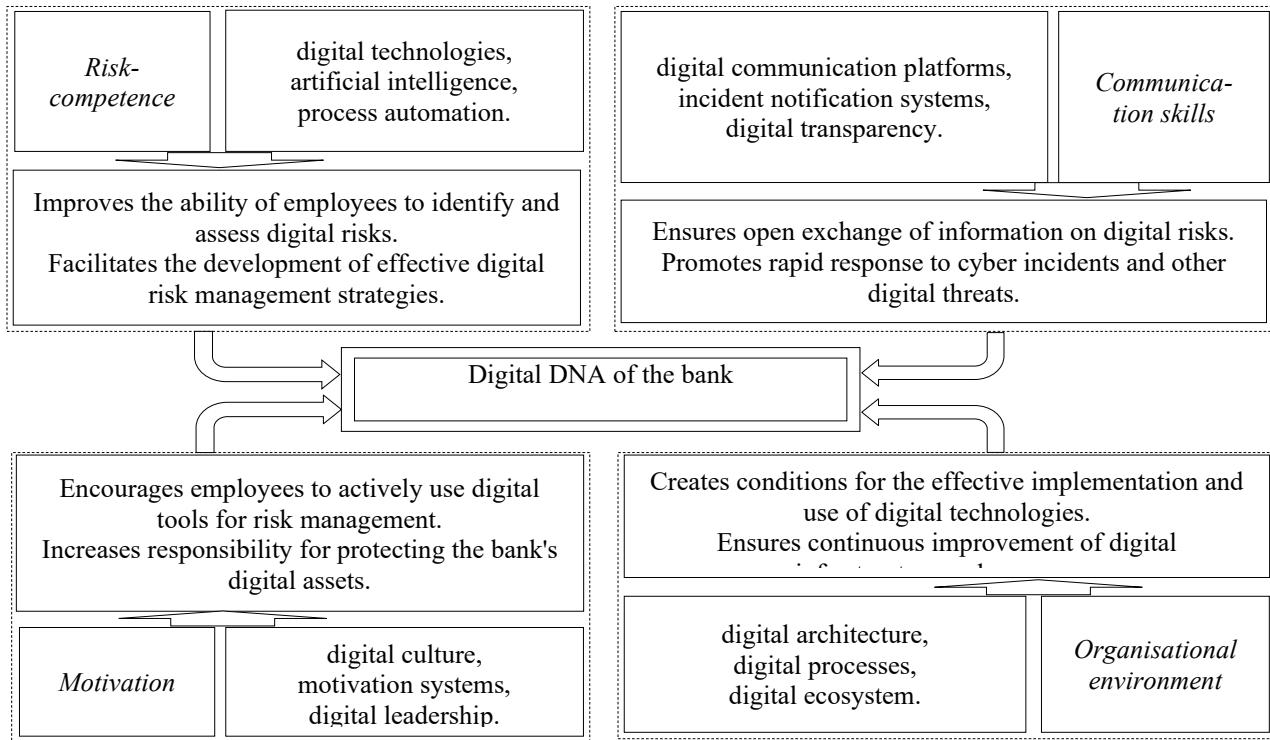 Risk-
competence
digital technologies,
artificial intelligence,
process automation.
digital communication platforms,
incident notification systems,
digital transparency.
Communica-
tion skills
Improves the ability of employees to identify and
assess digital risks.
Facilitates the development of effective digital
risk management strategies.
Ensures open exchange of information on digital risks.
Promotes rapid response to cyber incidents and other
digital threats.
Digital DNA of the bank
Encourages employees to actively use digital
tools for risk management.
Increases responsibility for protecting the bank's
digital assets.
Creates conditions for the effective implementation and
use of digital technologies.
Ensures continuous improvement of digital
Motivation
digital culture,
motivation systems,
digital leadership.
digital architecture,
digital processes,
digital ecosystem.
Organisational
environment